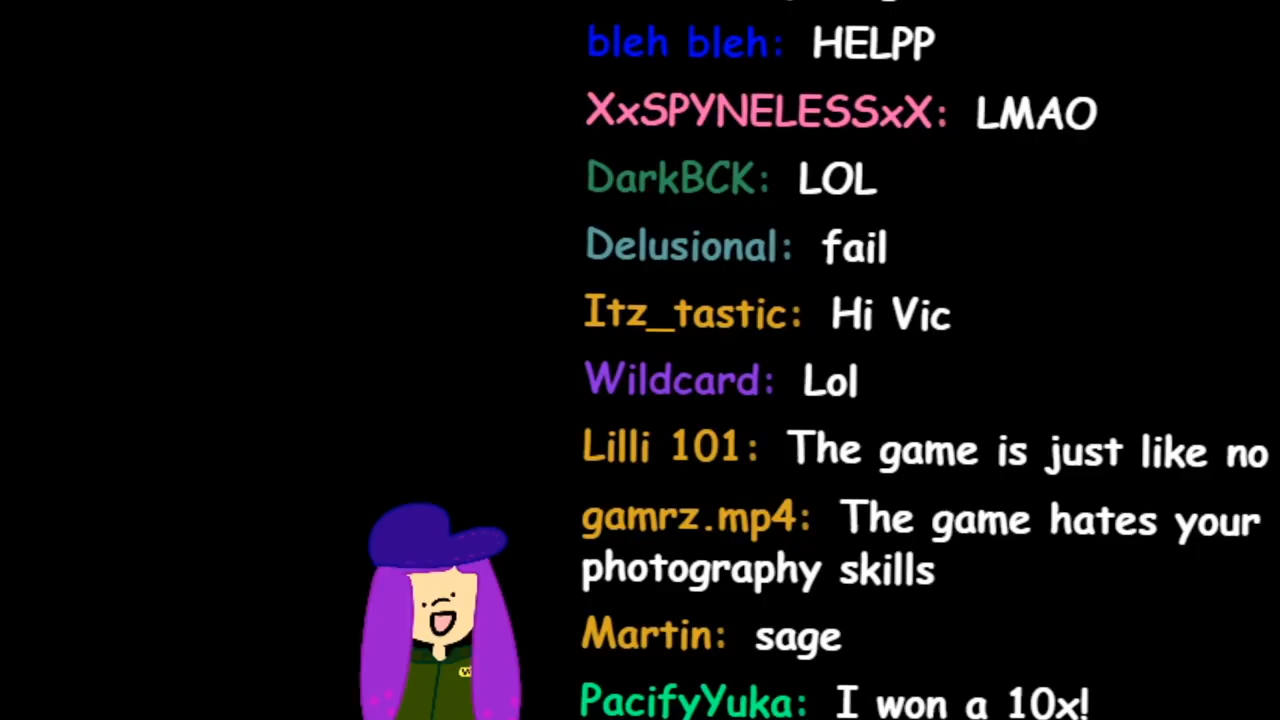 bleh bleh: HELPP
XxSPYNELESSxX: LMAO
DarkBCK: LOL
Delusional: fail
Itz_tastic: Hi Vic
Wildcard: Lol
Lilli 101: The game is just like no
gamrz.mp4: The game hates your
photography skills
Martin: sage
PacifyYuka: I won a 10x!